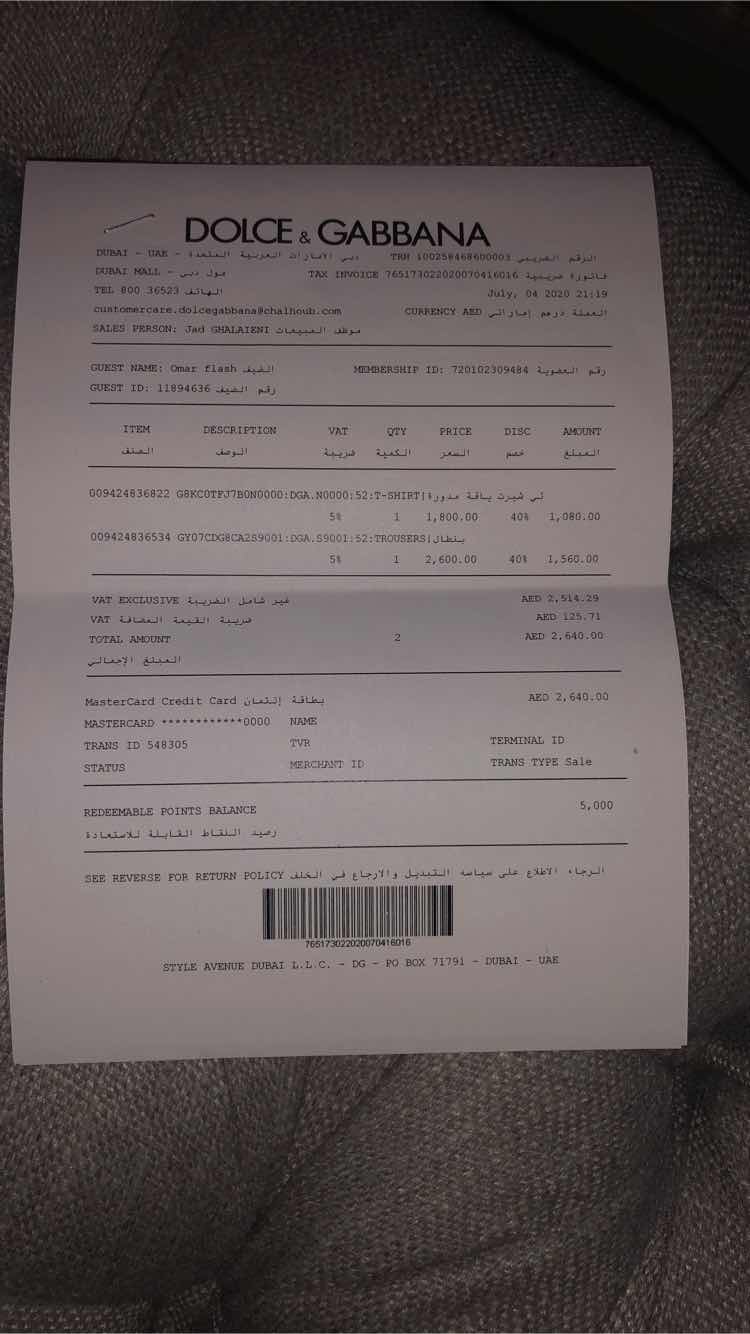 DOLCE & GABBANA
DUBAI - UAE - دبي الامارات العربية المتحدة TRN 100258468600003 الرقم الضريبي
DUBAI MALL - مول دبي TAX INVOICE 765173022020070416016 فاتورة ضريبية
TEL 800 36523 الهاتف July, 04 2020 21:19
customercare.dolcegabbana@chalhoub.com CURRENCY AED العملة درهم إماراتي
SALES PERSON: Jad GHALAIENI موظف المبيعات
GUEST NAME: Omar flash الضيف MEMBERSHIP ID: 720102309484 رقم العضوية
GUEST ID: 11894636 رقم الضيف
ITEM DESCRIPTION VAT QTY PRICE DISC AMOUNT
الصنف الوصف ضريبة الكمية السعر خصم المبلغ
009424836822 G8KC0TFJ7B0N0000:DGA.N0000:52:T-SHIRT|تي شيرت ياقة مدورة
5% 1 1,800.00 40% 1,080.00
009424836534 GY07CDG8CA2S9001:DGA.S9001:52:TROUSERS|بنطال
5% 1 2,600.00 40% 1,560.00
VAT EXCLUSIVE غير شامل الضريبة AED 2,514.29
VAT ضريبة القيمة المضافة AED 125.71
TOTAL AMOUNT 2 AED 2,640.00
المبلغ الإجمالي
MasterCard Credit Card بطاقة إئتمان AED 2,640.00
MASTERCARD ************0000 NAME
TRANS ID 548305 TVR TERMINAL ID
STATUS MERCHANT ID TRANS TYPE Sale
REDEEMABLE POINTS BALANCE 5,000
رصيد النقاط القابلة للاستعادة
SEE REVERSE FOR RETURN POLICY الرجاء الاطلاع على سياسه التبديل والارجاع في الخلف
765173022020070416016
STYLE AVENUE DUBAI L.L.C. - DG - PO BOX 71791 - DUBAI - UAE